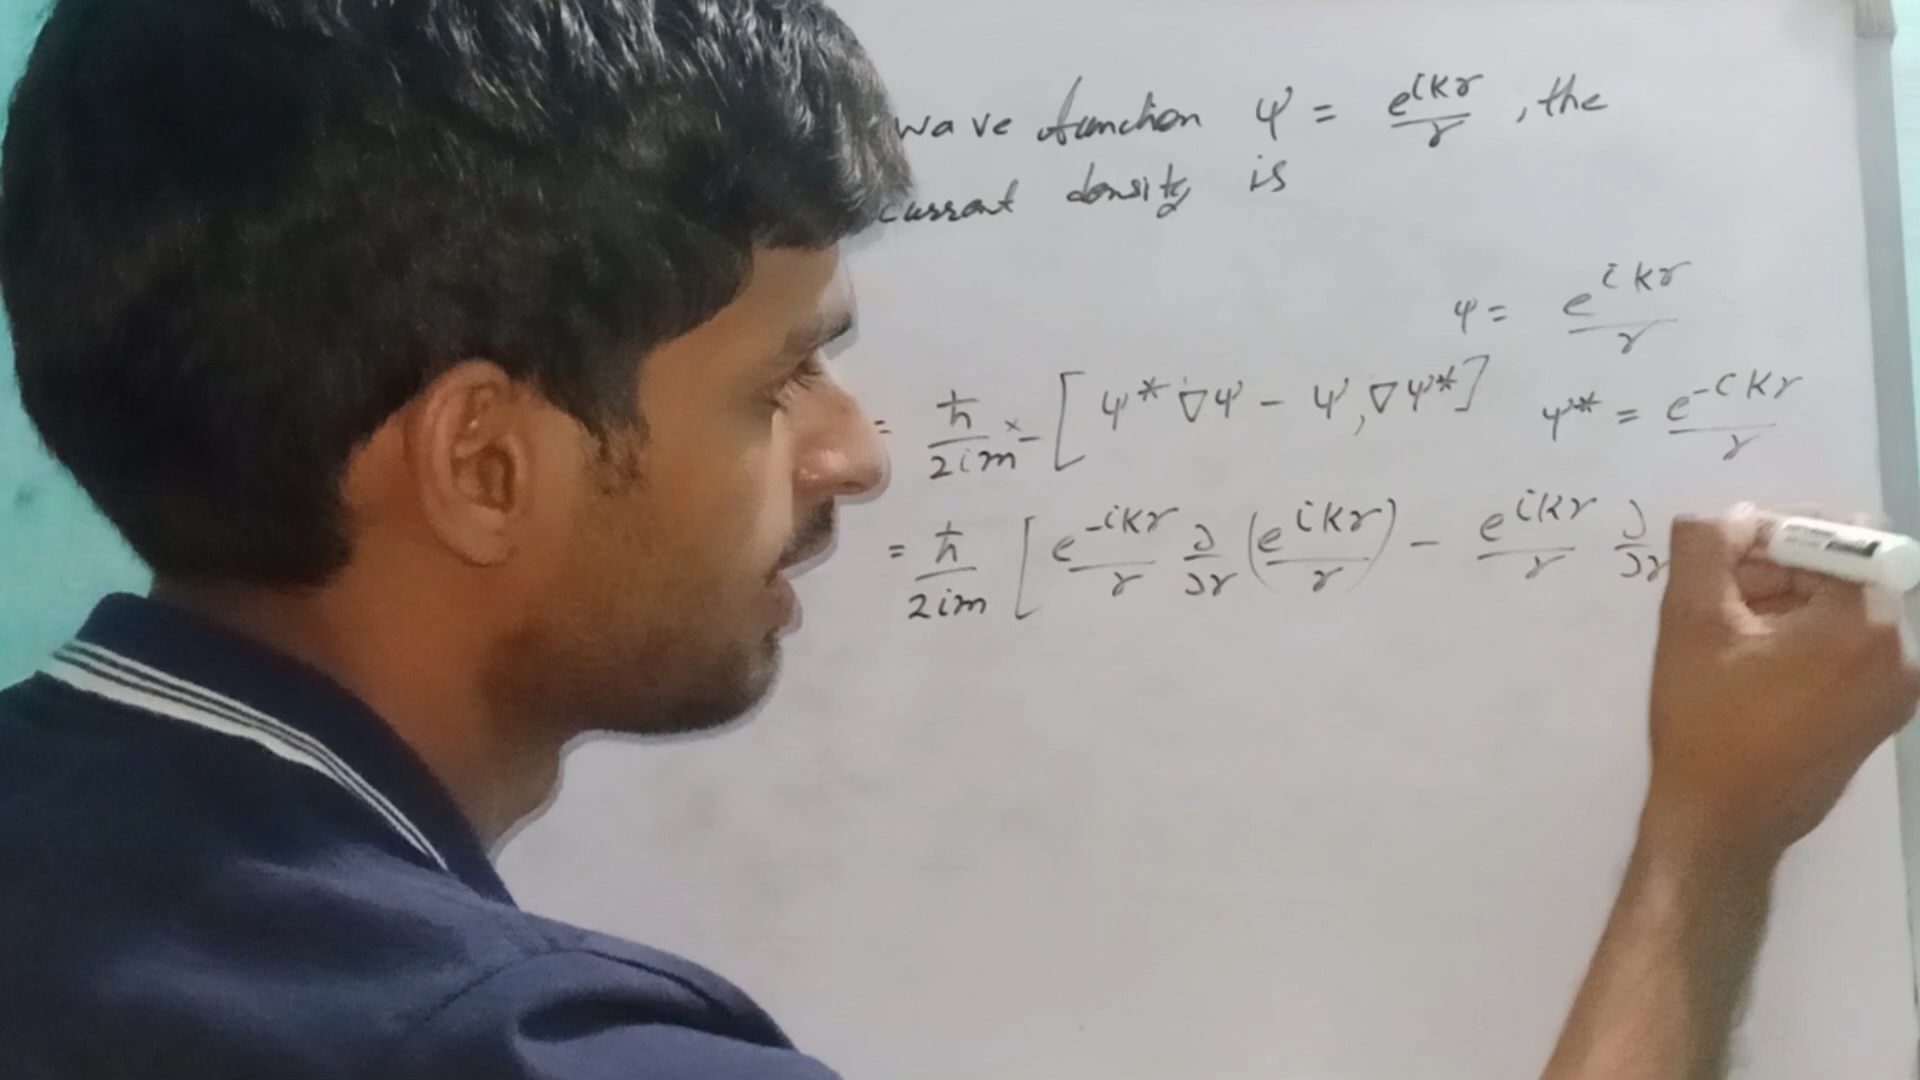 wave function ψ = e^{ikr}/r , the
current density is
ψ = e^{ikr}/r
= ħ/2im × [ψ* ∇ψ - ψ, ∇ψ*] ψ* = e^{-ikr}/r
= ħ/2im [e^{-ikr}/r ∂/∂r (e^{ikr}/r) - e^{ikr}/r ∂/∂r